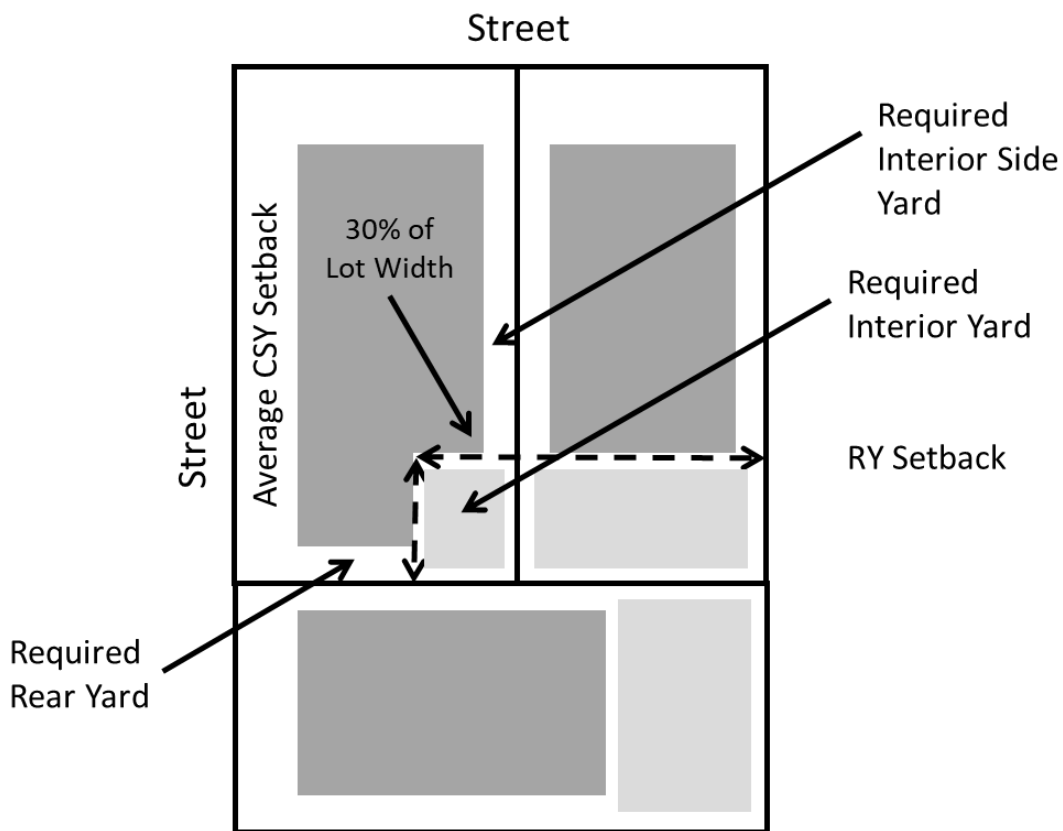 Street
Required
Interior Side
Yard
30% of
Lot Width
Average CSY Setback
Required
Interior Yard
Street
RY Setback
Required
Rear Yard